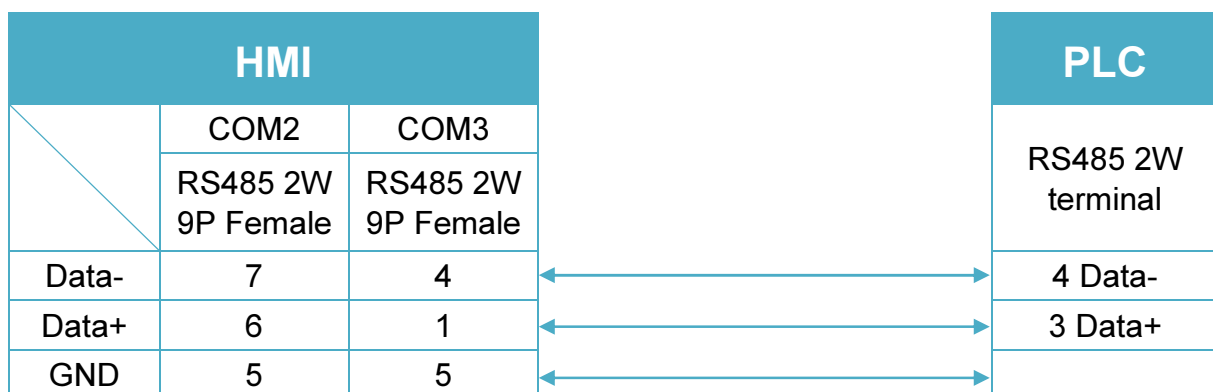 HMI PLC
COM2 COM3
RS485 2W
9P Female
RS485 2W
9P Female
RS485 2W
terminal
Data- 7 4 4 Data-
Data+ 6 1 3 Data+
GND 5 5